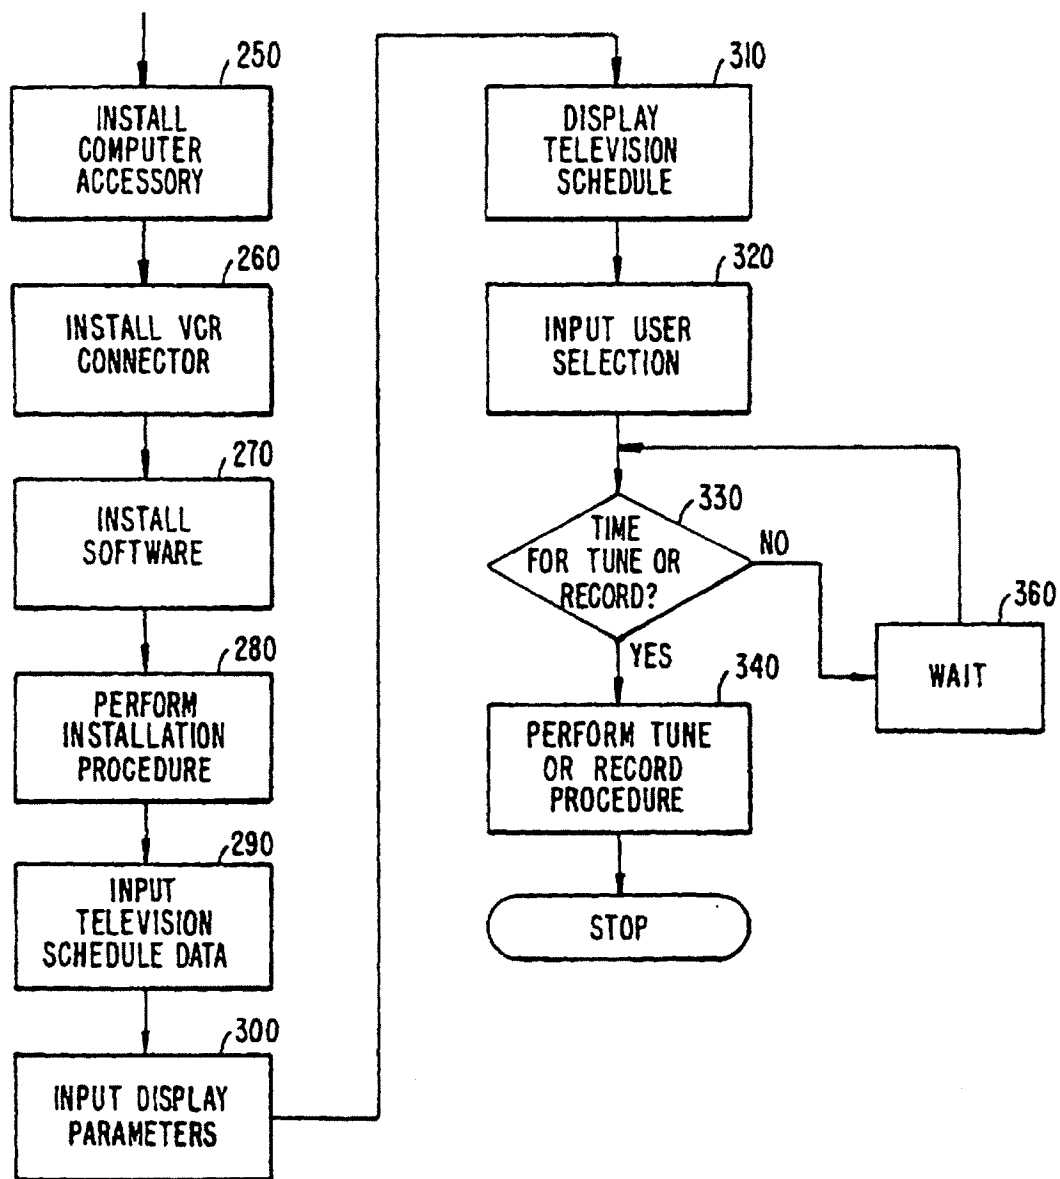 250
INSTALL
COMPUTER
ACCESSORY
260
INSTALL VCR
CONNECTOR
270
INSTALL
SOFTWARE
280
PERFORM
INSTALLATION
PROCEDURE
290
INPUT
TELEVISION
SCHEDULE DATA
300
INPUT DISPLAY
PARAMETERS
310
DISPLAY
TELEVISION
SCHEDULE
320
INPUT USER
SELECTION
330
TIME
FOR TUNE OR
RECORD?
NO
YES
360
WAIT
340
PERFORM TUNE
OR RECORD
PROCEDURE
STOP